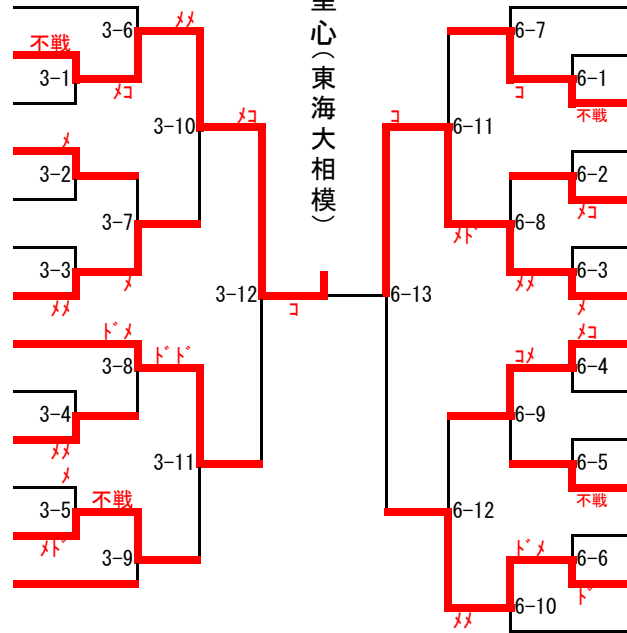 聖心(東海大相模)
3-6
ﾒﾒ
6-7
不戦
3-1
ﾒｺ
ｺ
6-1
不戦
3-10
ﾒｺ
ｺ
6-11
ﾒ
3-2
6-2
ﾒｺ
3-7
6-8
ﾒﾄﾞ
3-3
ﾒ
ﾒﾒ
6-3
ﾒﾒ
ﾒ
3-12
6-13
ｺ
ﾄﾞﾒ
ﾒｺ
3-8
ﾄﾞﾄﾞ
ｺﾒ
6-4
3-4
6-9
ﾒﾒ
3-11
6-5
ﾒ
不戦
不戦
3-5
6-12
ﾒﾄﾞ
3-9
ﾄﾞﾒ
6-6
ﾄﾞ
6-10
ﾒﾒ